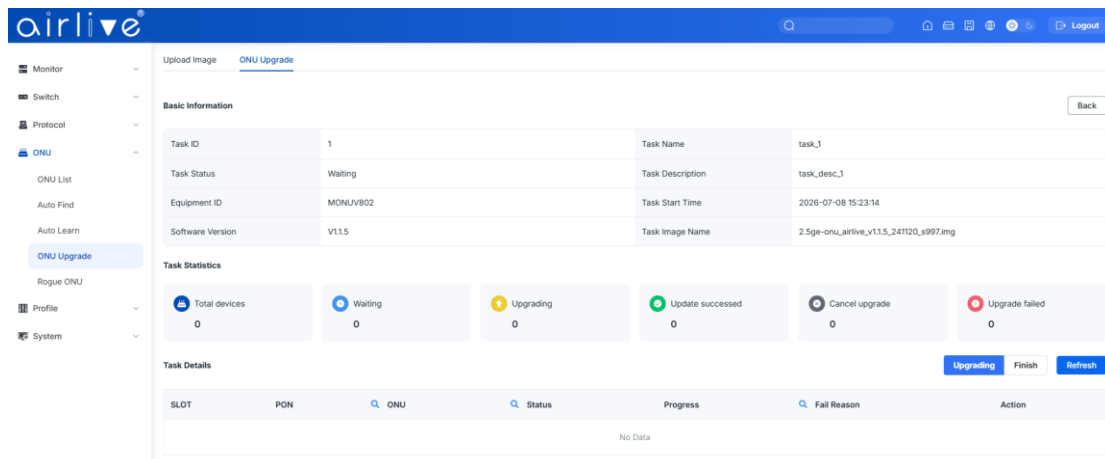 airlive®
Logout
Monitor
Switch
Protocol
ONU
ONU List
Auto Find
Auto Learn
ONU Upgrade
Rogue ONU
Profile
System
Upload Image ONU Upgrade
Basic Information Back
Task ID 1 Task Name task_1
Task Status Waiting Task Description task_desc_1
Equipment ID MONUV802 Task Start Time 2026-07-08 15:23:14
Software Version V1.1.5 Task Image Name 2.5ge-onu_airlive_v1.1.5_241120_s997.img
Task Statistics
Total devices Waiting Upgrading Update successed Cancel upgrade Upgrade failed
0 0 0 0 0 0
Task Details Upgrading Finish Refresh
SLOT PON ONU Status Progress Fail Reason Action
No Data